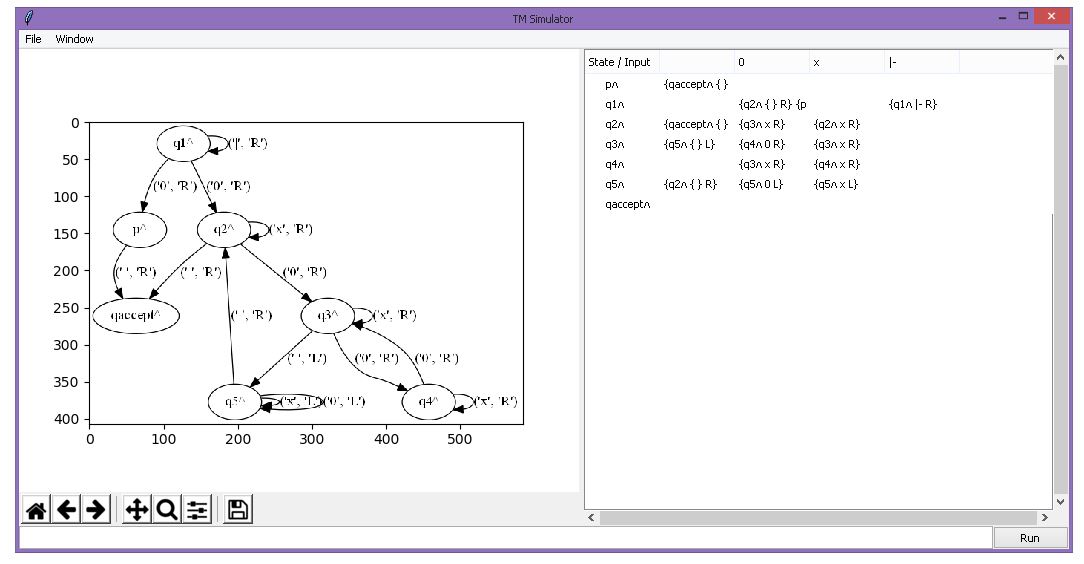 TM Simulator
File Window
0
50
100
150
200
250
300
350
400
0 100 200 300 400 500
q1^ ('|', 'R')
('0', 'R') ('0', 'R')
p^ q2^ ('x', 'R')
(' ', 'R') (' ', 'R') ('0', 'R')
qaccept^ (' ', 'R') q3^ ('x', 'R')
(' ', 'L') ('0', 'R') ('0', 'R')
q5^ ('x', 'L') ('0', 'L') q4^ ('x', 'R')
State / Input 0 x |-
p^ {qaccept^ { }
q1^ {q2^ { } R} {p {q1^ |- R}
q2^ {qaccept^ { } {q3^ x R} {q2^ x R}
q3^ {q5^ { } L} {q4^ 0 R} {q3^ x R}
q4^ {q3^ x R} {q4^ x R}
q5^ {q2^ { } R} {q5^ 0 L} {q5^ x L}
qaccept^
Run